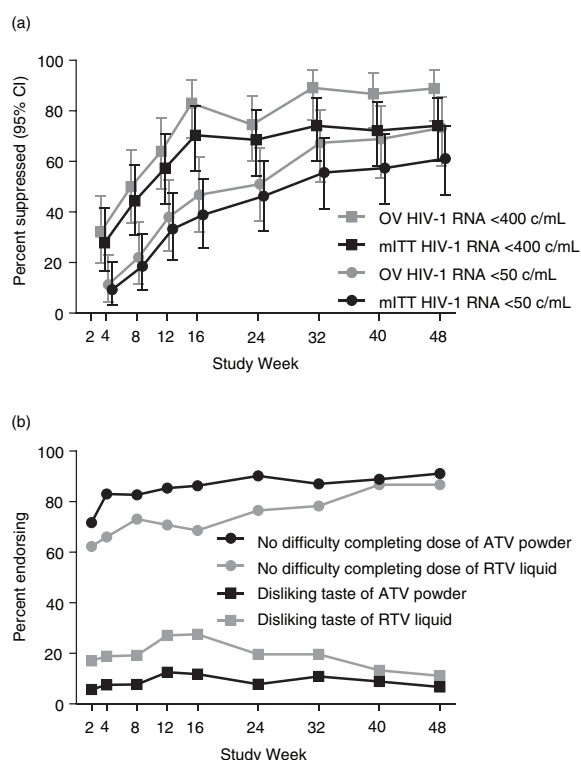 (a)
Percent suppressed (95% CI)
100
80
60
40
20
0
OV HIV-1 RNA <400 c/mL
mITT HIV-1 RNA <400 c/mL
OV HIV-1 RNA <50 c/mL
mITT HIV-1 RNA <50 c/mL
2 4 8 12 16 24 32 40 48
Study Week
(b)
Percent endorsing
100
80
60
40
20
0
No difficulty completing dose of ATV powder
No difficulty completing dose of RTV liquid
Disliking taste of ATV powder
Disliking taste of RTV liquid
2 4 8 12 16 24 32 40 48
Study Week